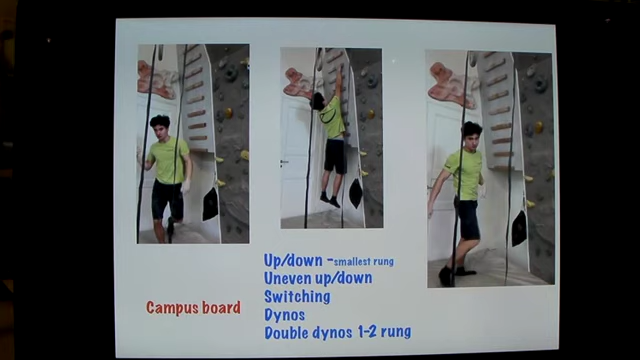 Campus board
Up/down -smallest rung
Uneven up/down
Switching
Dynos
Double dynos 1-2 rung